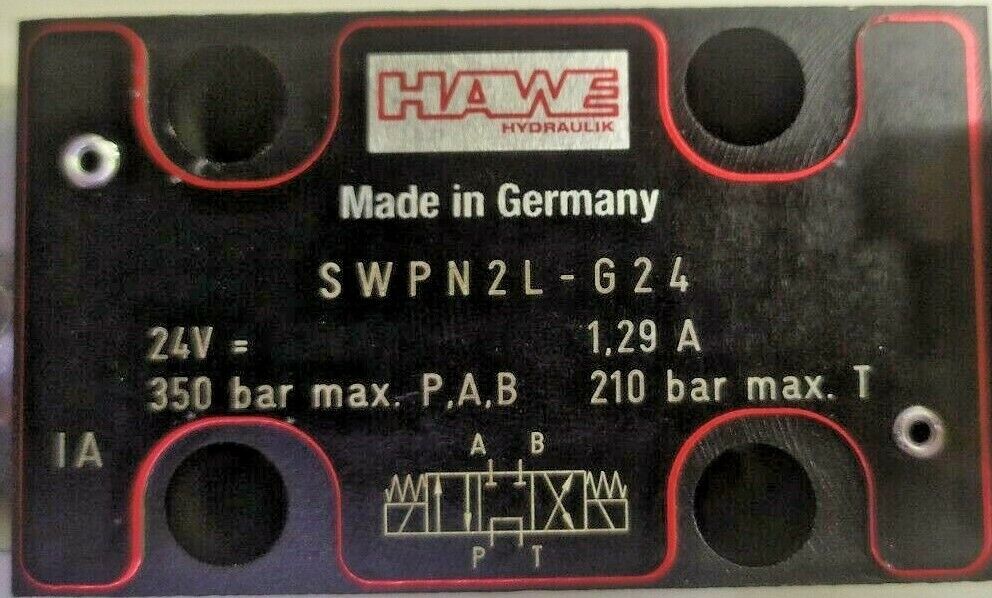 HAWE
HYDRAULIK
Made in Germany
SWPN2L-G24
24V = 1,29 A
350 bar max. P,A,B 210 bar max. T
IA
A B
P T